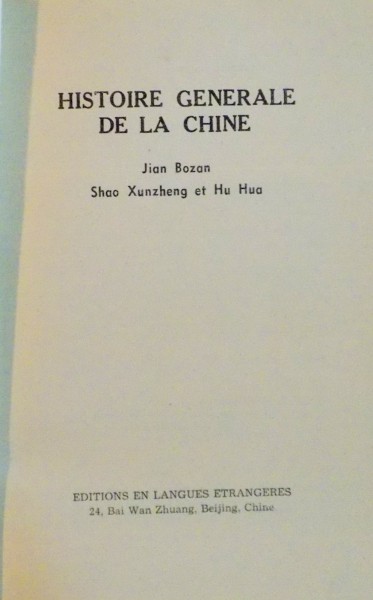 HISTOIRE GENERALE
DE LA CHINE
Jian Bozan
Shao Xunzheng et Hu Hua
EDITIONS EN LANGUES ETRANGERES
24, Bai Wan Zhuang, Beijing, Chine